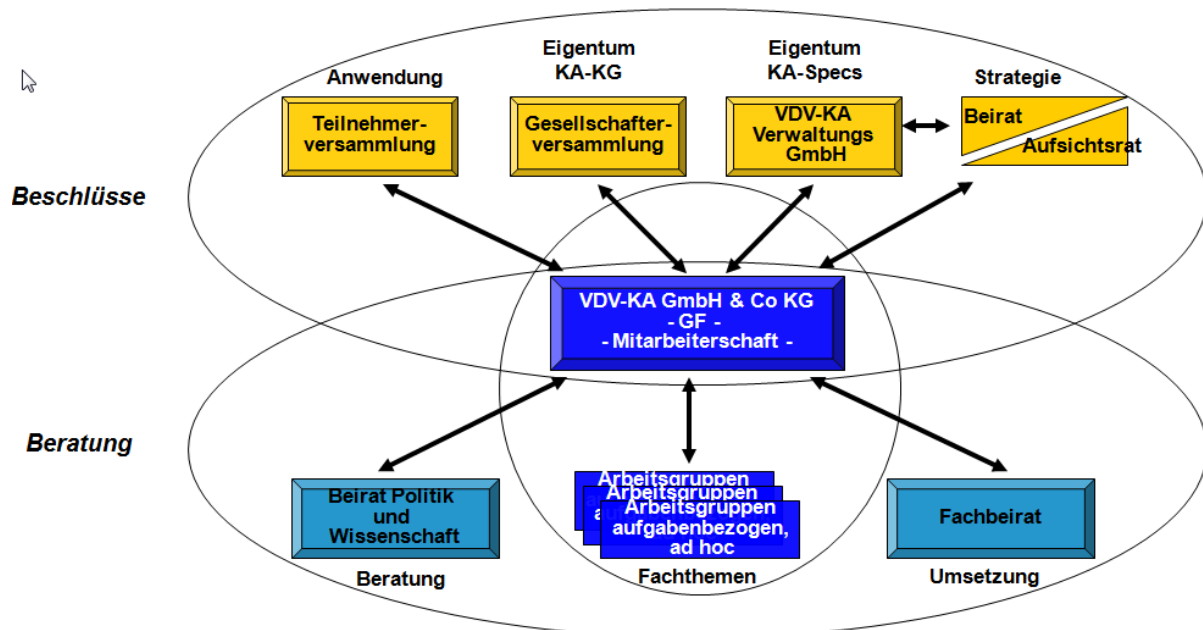 Anwendung
Eigentum
KA-KG
Eigentum
KA-Specs
Strategie
Teilnehmer-
versammlung
Gesellschafter-
versammlung
VDV-KA
Verwaltungs
GmbH
Beirat
Aufsichtsrat
Beschlüsse
VDV-KA GmbH & Co KG
- GF -
- Mitarbeiterschaft -
Beratung
Beirat Politik
und
Wissenschaft
Beratung
Arbeitsgruppen
Arbeitsgruppen
Arbeitsgruppen
aufgabenbezogen,
ad hoc
Fachthemen
Fachbeirat
Umsetzung